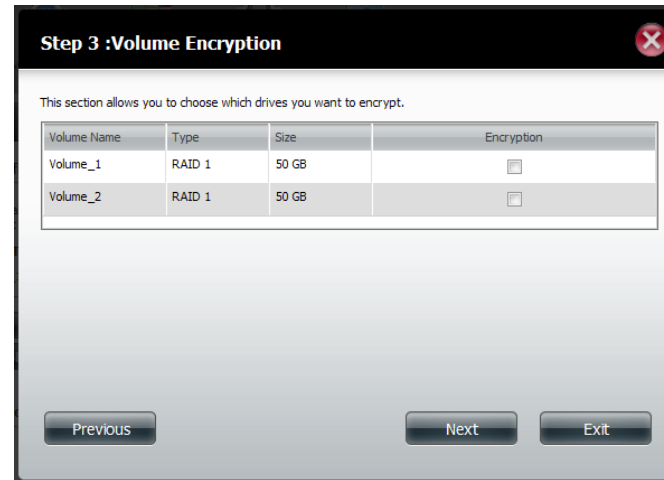 Step 3 :Volume Encryption
This section allows you to choose which drives you want to encrypt.
Volume Name Type Size Encryption
Volume_1 RAID 1 50 GB
Volume_2 RAID 1 50 GB
Previous Next Exit